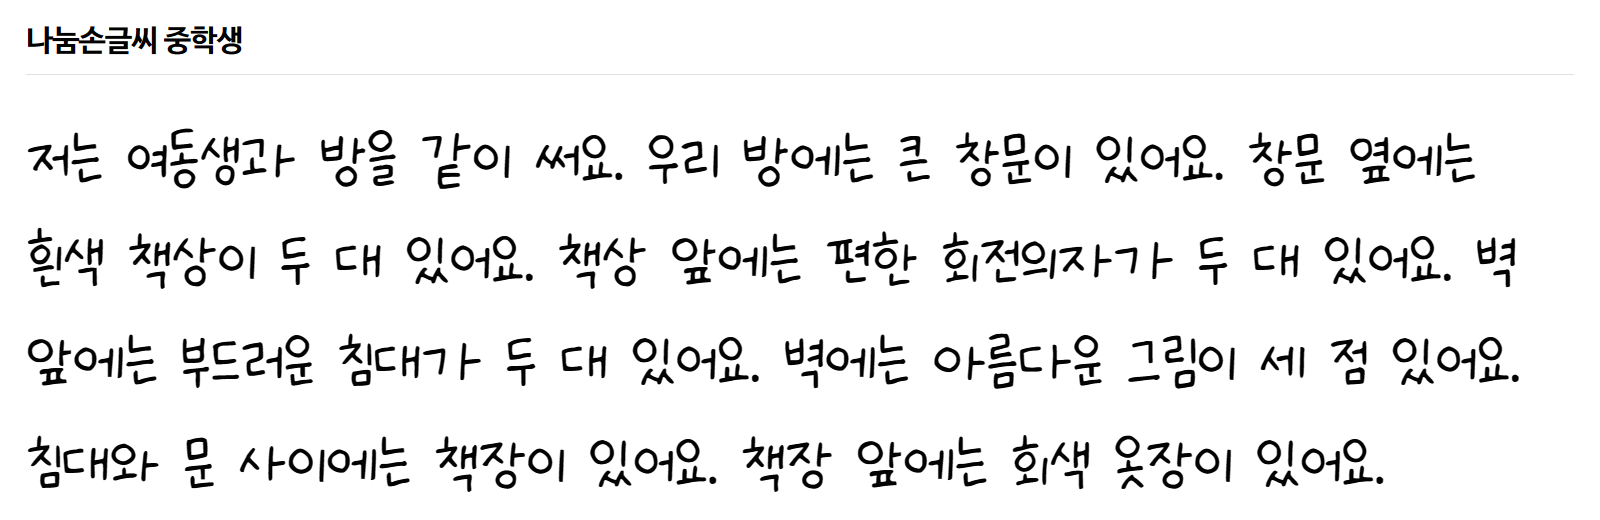 나눔손글씨 중학생
저는 여동생과 방을 같이 써요. 우리 방에는 큰 창문이 있어요. 창문 옆에는
흰색 책상이 두 대 있어요. 책상 앞에는 편한 회전의자가 두 대 있어요. 벽
앞에는 부드러운 침대가 두 대 있어요. 벽에는 아름다운 그림이 세 점 있어요.
침대와 문 사이에는 책장이 있어요. 책장 앞에는 회색 옷장이 있어요.